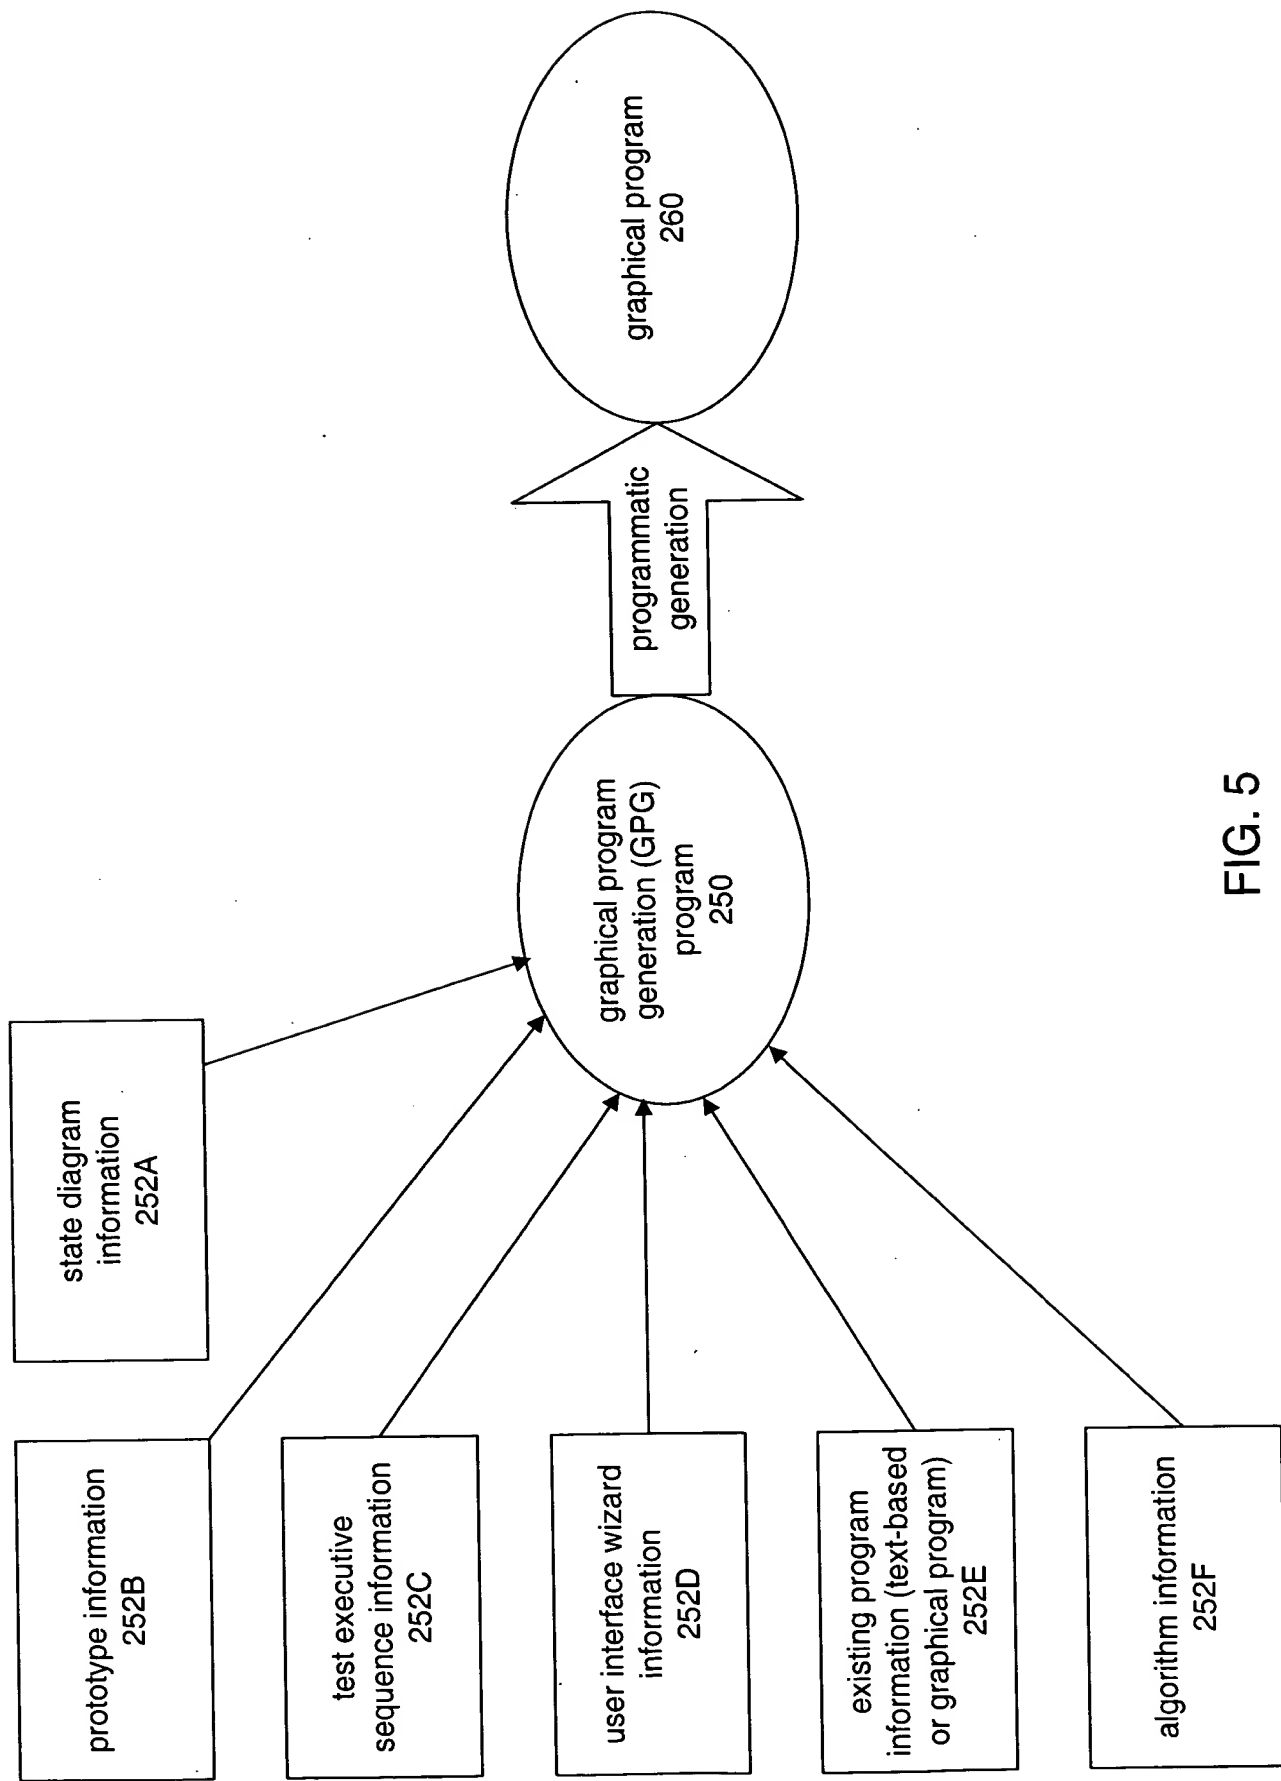 state diagram
information
252A
prototype information
252B
test executive
sequence information
252C
user interface wizard
information
252D
existing program
information (text-based
or graphical program)
252E
algorithm information
252F
graphical program
generation (GPG)
program
250
programmatic
generation
graphical program
260
FIG. 5